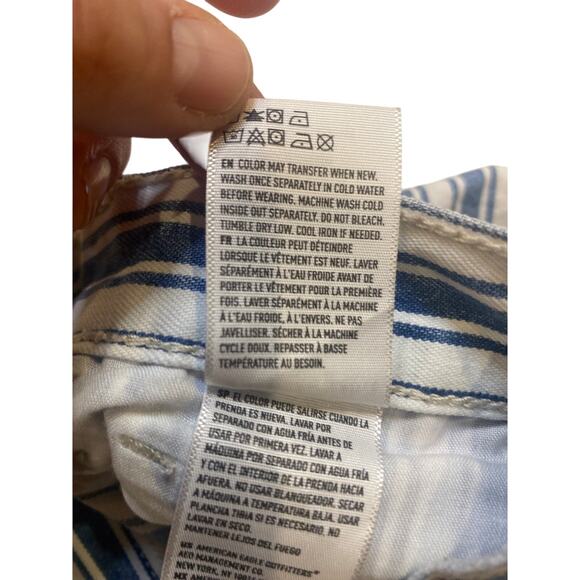 EN COLOR MAY TRANSFER WHEN NEW.
WASH ONCE SEPARATELY IN COLD WATER
BEFORE WEARING. MACHINE WASH COLD
INSIDE OUT SEPARATELY. DO NOT BLEACH.
TUMBLE DRY LOW. COOL IRON IF NEEDED.
FR LA COULEUR PEUT DÉTEINDRE
LORSQUE LE VÊTEMENT EST NEUF. LAVER
SÉPARÉMENT À L'EAU FROIDE AVANT DE
PORTER LE VÊTEMENT POUR LA PREMIÈRE
FOIS. LAVER SÉPARÉMENT À LA MACHINE
À L'EAU FROIDE, À L'ENVERS. NE PAS
JAVELLISER. SÉCHER À LA MACHINE
CYCLE DOUX. REPASSER À BASSE
TEMPÉRATURE AU BESOIN.
SP EL COLOR PUEDE SALIRSE CUANDO LA
PRENDA ES NUEVA. LAVAR POR
SEPARADO CON AGUA FRÍA ANTES DE
USAR POR PRIMERA VEZ. LAVAR A
MÁQUINA POR SEPARADO CON AGUA FRÍA
Y CON EL INTERIOR DE LA PRENDA HACIA
AFUERA. NO USAR BLANQUEADOR. SECAR
A MÁQUINA A TEMPERATURA BAJA. USAR
PLANCHA TIBIA SI ES NECESARIO. NO
LAVAR EN SECO.
MANTENER LEJOS DEL FUEGO
US AMERICAN EAGLE OUTFITTERS®
AEO MANAGEMENT CO.
NEW YORK, NY